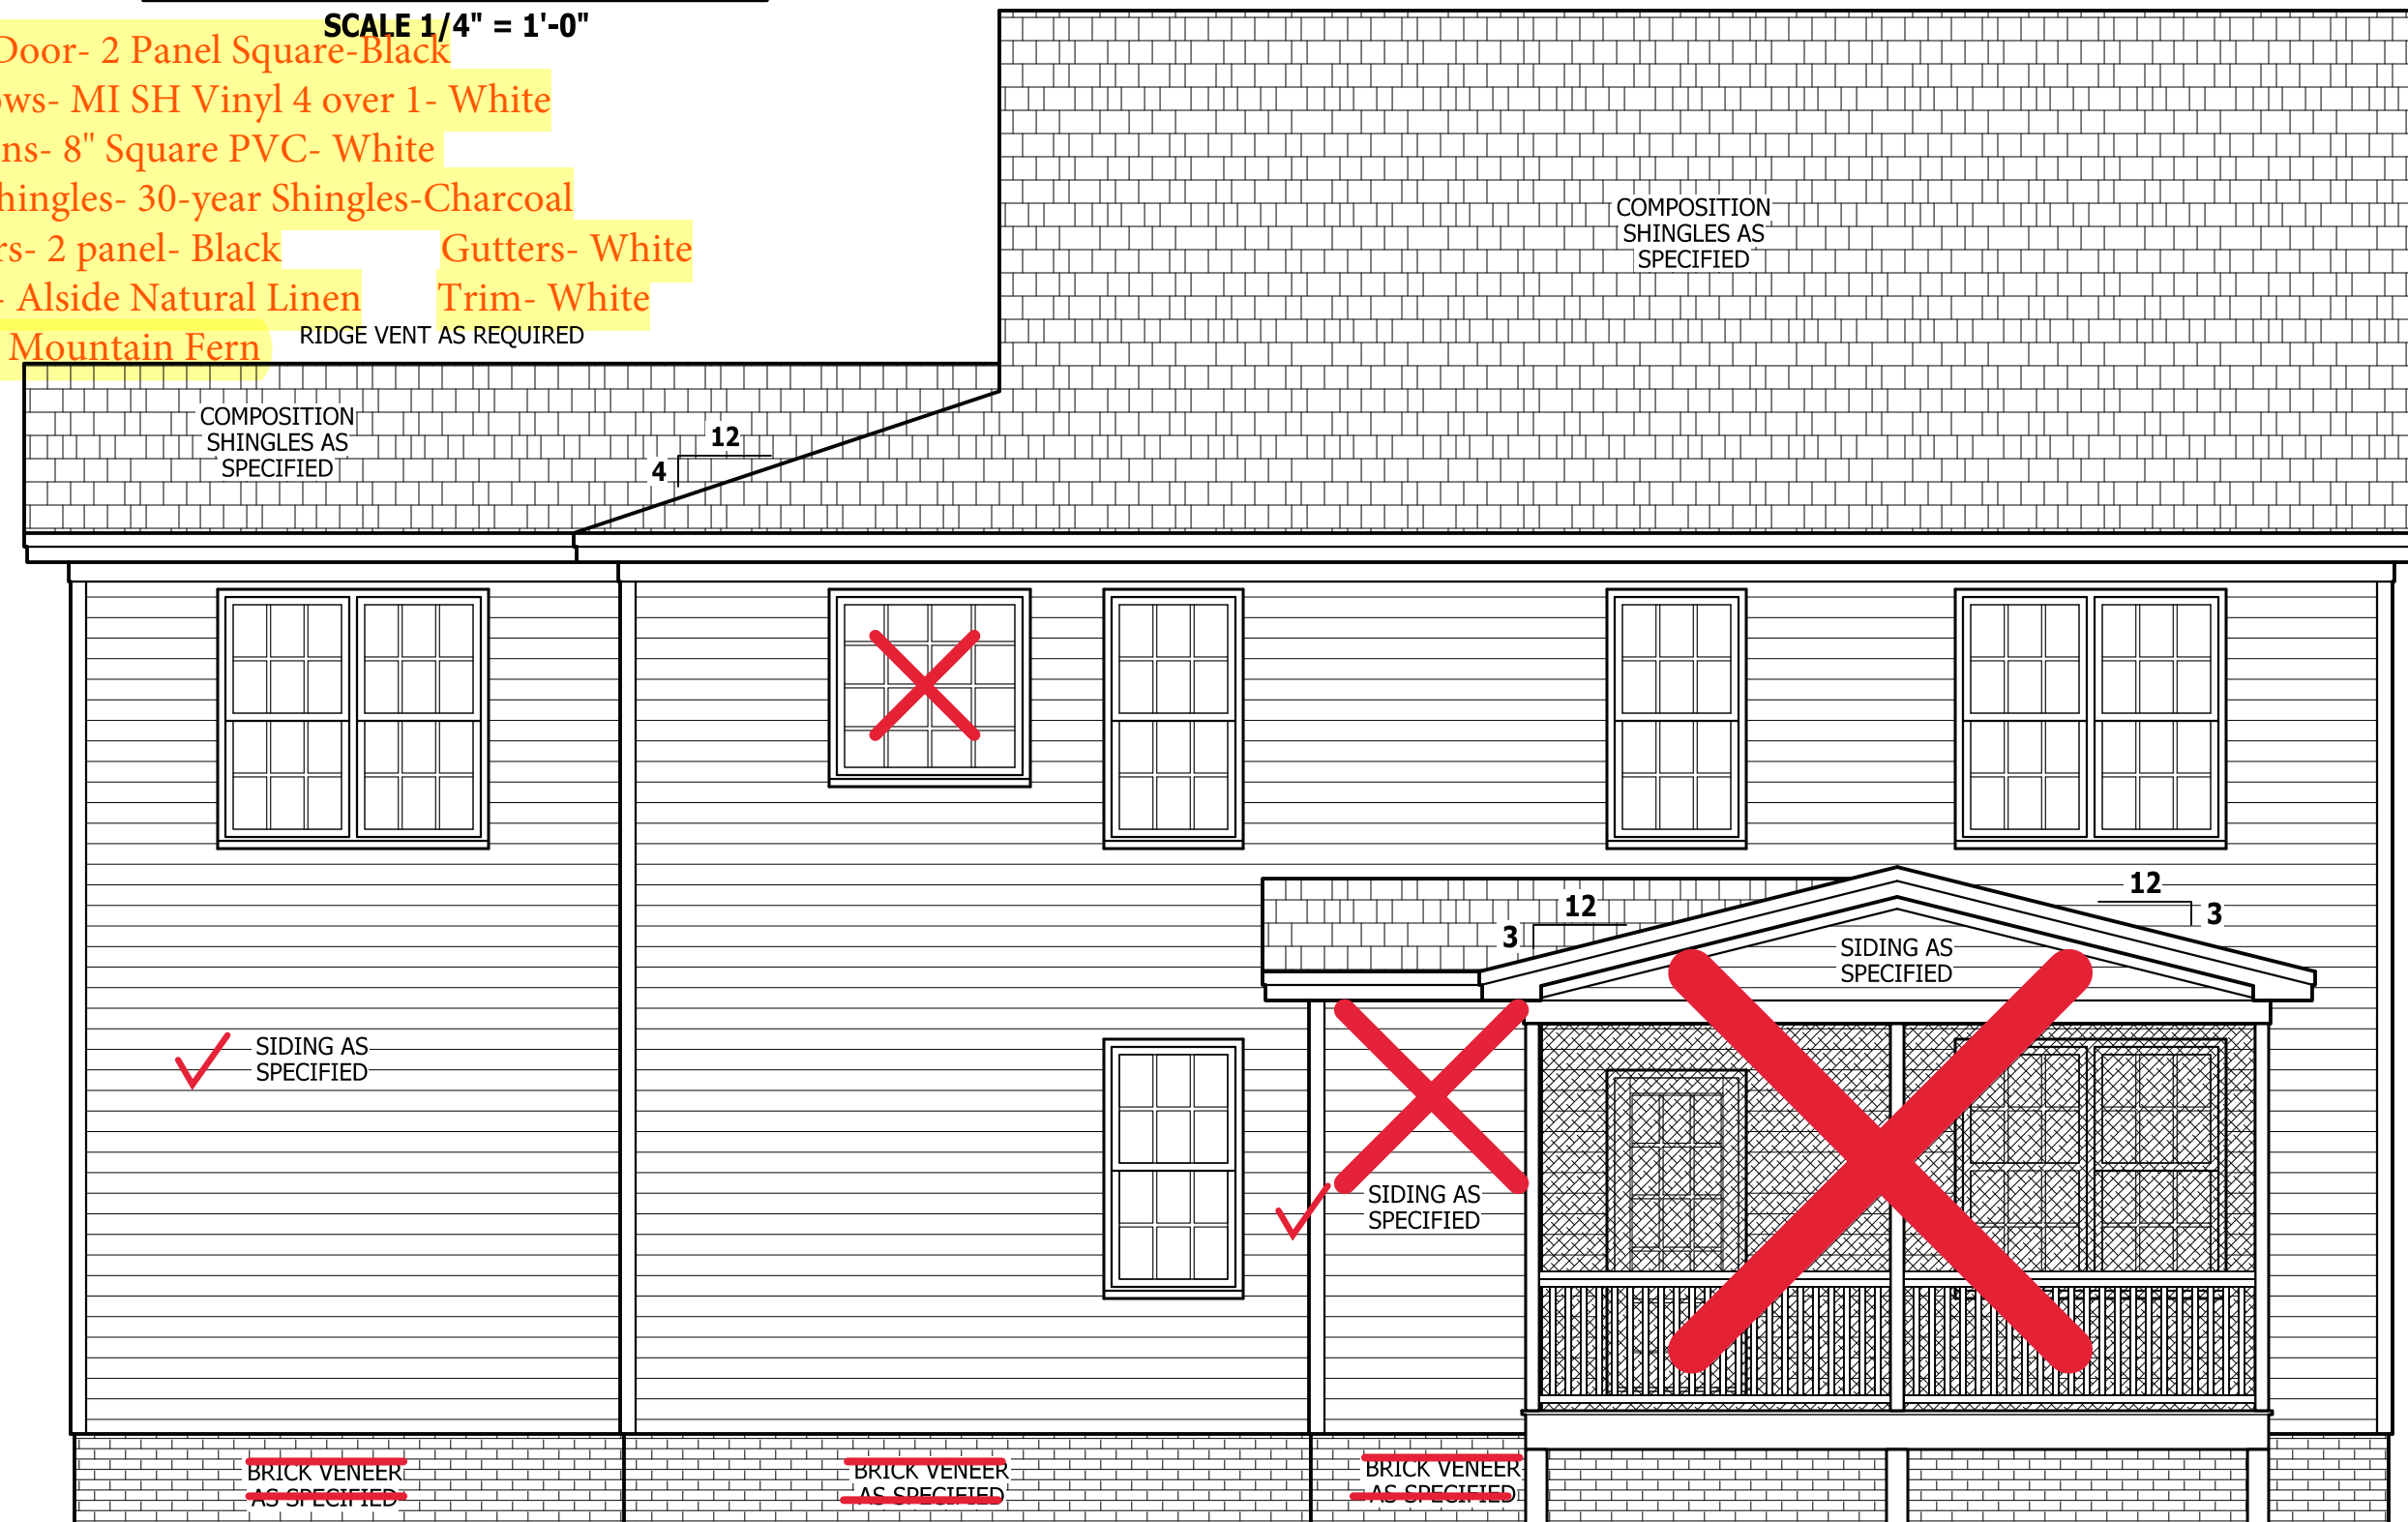 SCALE 1/4" = 1'-0"
Door- 2 Panel Square-Black
ows- MI SH Vinyl 4 over 1- White
ns- 8" Square PVC- White
hingles- 30-year Shingles-Charcoal
rs- 2 panel- Black Gutters- White
- Alside Natural Linen Trim- White
Mountain Fern
RIDGE VENT AS REQUIRED
COMPOSITION
SHINGLES AS
SPECIFIED
COMPOSITION
SHINGLES AS
SPECIFIED
12
4
12
3
12
3
SIDING AS
SPECIFIED
SIDING AS
SPECIFIED
SIDING AS
SPECIFIED
BRICK VENEER
AS SPECIFIED
BRICK VENEER
AS SPECIFIED
BRICK VENEER
AS SPECIFIED